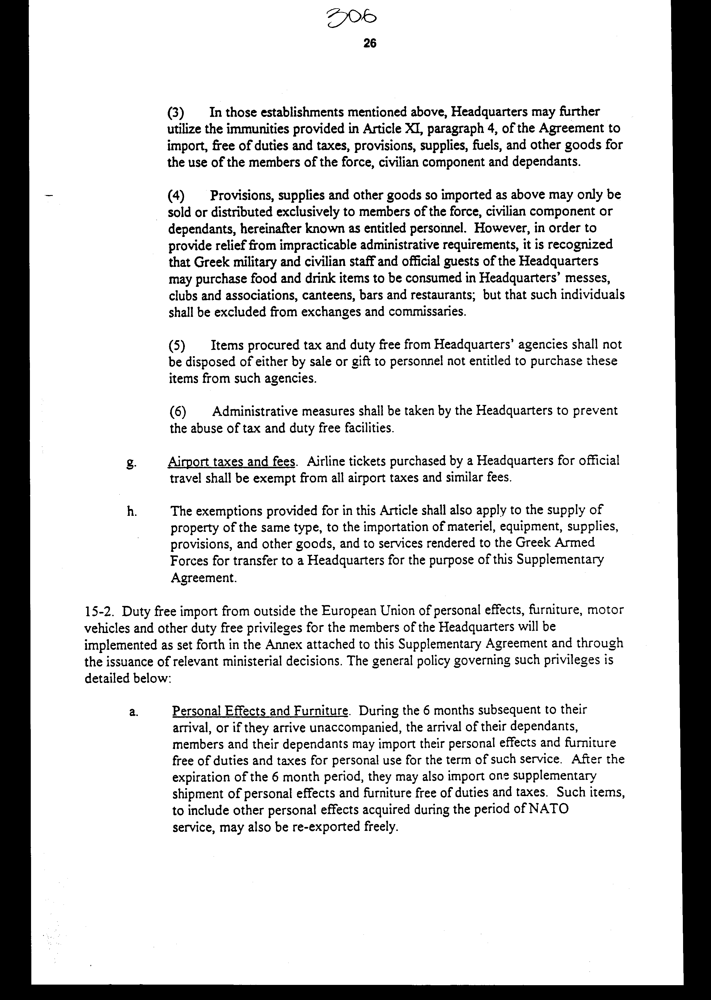 306
26
(3) In those establishments mentioned above, Headquarters may further
utilize the immunities provided in Article XI, paragraph 4, of the Agreement to
import, free of duties and taxes, provisions, supplies, fuels, and other goods for
the use of the members of the force, civilian component and dependants.
(4) Provisions, supplies and other goods so imported as above may only be
sold or distributed exclusively to members of the force, civilian component or
dependants, hereinafter known as entitled personnel. However, in order to
provide relief from impracticable administrative requirements, it is recognized
that Greek military and civilian staff and official guests of the Headquarters
may purchase food and drink items to be consumed in Headquarters' messes,
clubs and associations, canteens, bars and restaurants; but that such individuals
shall be excluded from exchanges and commissaries.
(5) Items procured tax and duty free from Headquarters' agencies shall not
be disposed of either by sale or gift to personnel not entitled to purchase these
items from such agencies.
(6) Administrative measures shall be taken by the Headquarters to prevent
the abuse of tax and duty free facilities.
g. Airport taxes and fees. Airline tickets purchased by a Headquarters for official
travel shall be exempt from all airport taxes and similar fees.
h. The exemptions provided for in this Article shall also apply to the supply of
property of the same type, to the importation of materiel, equipment, supplies,
provisions, and other goods, and to services rendered to the Greek Armed
Forces for transfer to a Headquarters for the purpose of this Supplementary
Agreement.
15-2. Duty free import from outside the European Union of personal effects, furniture, motor
vehicles and other duty free privileges for the members of the Headquarters will be
implemented as set forth in the Annex attached to this Supplementary Agreement and through
the issuance of relevant ministerial decisions. The general policy governing such privileges is
detailed below:
a. Personal Effects and Furniture. During the 6 months subsequent to their
arrival, or if they arrive unaccompanied, the arrival of their dependants,
members and their dependants may import their personal effects and furniture
free of duties and taxes for personal use for the term of such service. After the
expiration of the 6 month period, they may also import one supplementary
shipment of personal effects and furniture free of duties and taxes. Such items,
to include other personal effects acquired during the period of NATO
service, may also be re-exported freely.